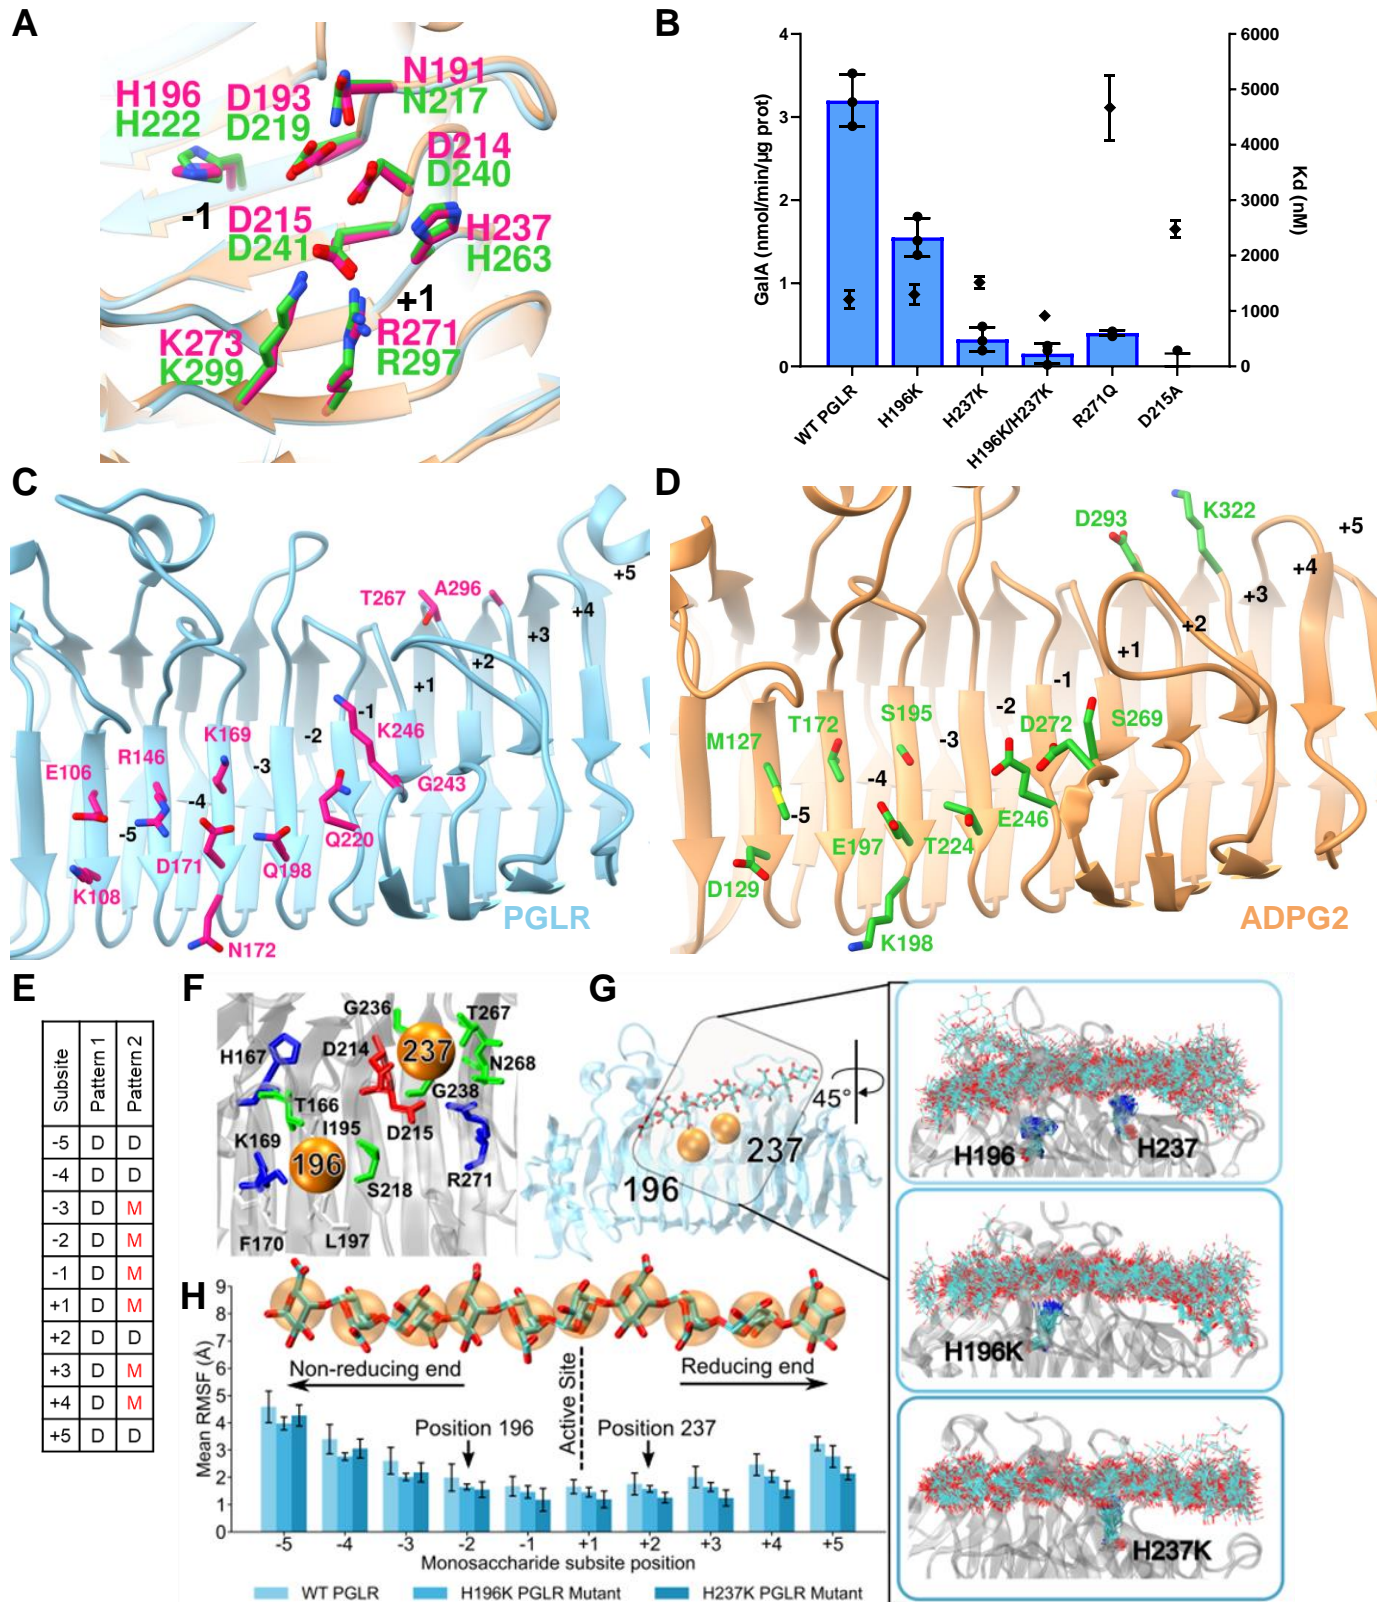 A
H196
H222
D193
D219
N191
N217
D214
D240
-1
D215
D241
H237
H263
+1
K273
K299
R271
R297
B
GalA (nmol/min/µg prot)
4
3
2
1
0
6000
5000
4000
3000
2000
1000
0
Kd (nM)
WT PGLR
H196K
H237K
H196K/H237K
R271Q
D215A
C
T267
A296
+5
+4
+3
+2
+1
-1
K246
-2
K169
R146
E106
-3
G243
-4
-5
Q220
D171
Q198
K108
N172
PGLR
D
D293
K322
+5
+4
+3
+2
+1
-1
S269
D272
-2
S195
T172
M127
-3
-4
-5
E246
E197
T224
D129
K198
ADPG2
E
Subsite Pattern 1 Pattern 2
-5 D D
-4 D D
-3 D M
-2 D M
-1 D M
+1 D M
+2 D D
+3 D M
+4 D M
+5 D D
F
G236
T267
H167
D214
237
N268
G238
T166
I195
D215
K169
196
S218
R271
F170
L197
G
45°
237
196
H196
H237
H196K
H237K
H
Mean RMSF (Å)
9
8
7
6
5
4
3
2
1
0
Non-reducing end
Active Site
Reducing end
Position 196
Position 237
-5 -4 -3 -2 -1 +1 +2 +3 +4 +5
Monosaccharide subsite position
WT PGLR
H196K PGLR Mutant
H237K PGLR Mutant